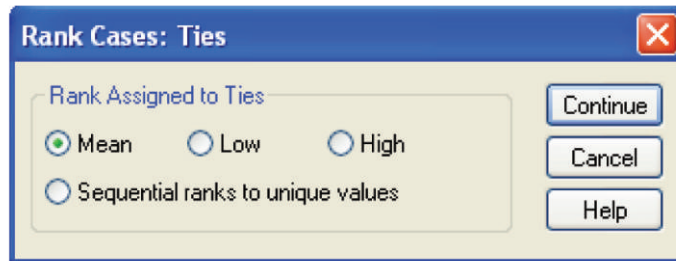 Rank Cases: Ties
Rank Assigned to Ties
Mean Low High
Sequential ranks to unique values
Continue
Cancel
Help